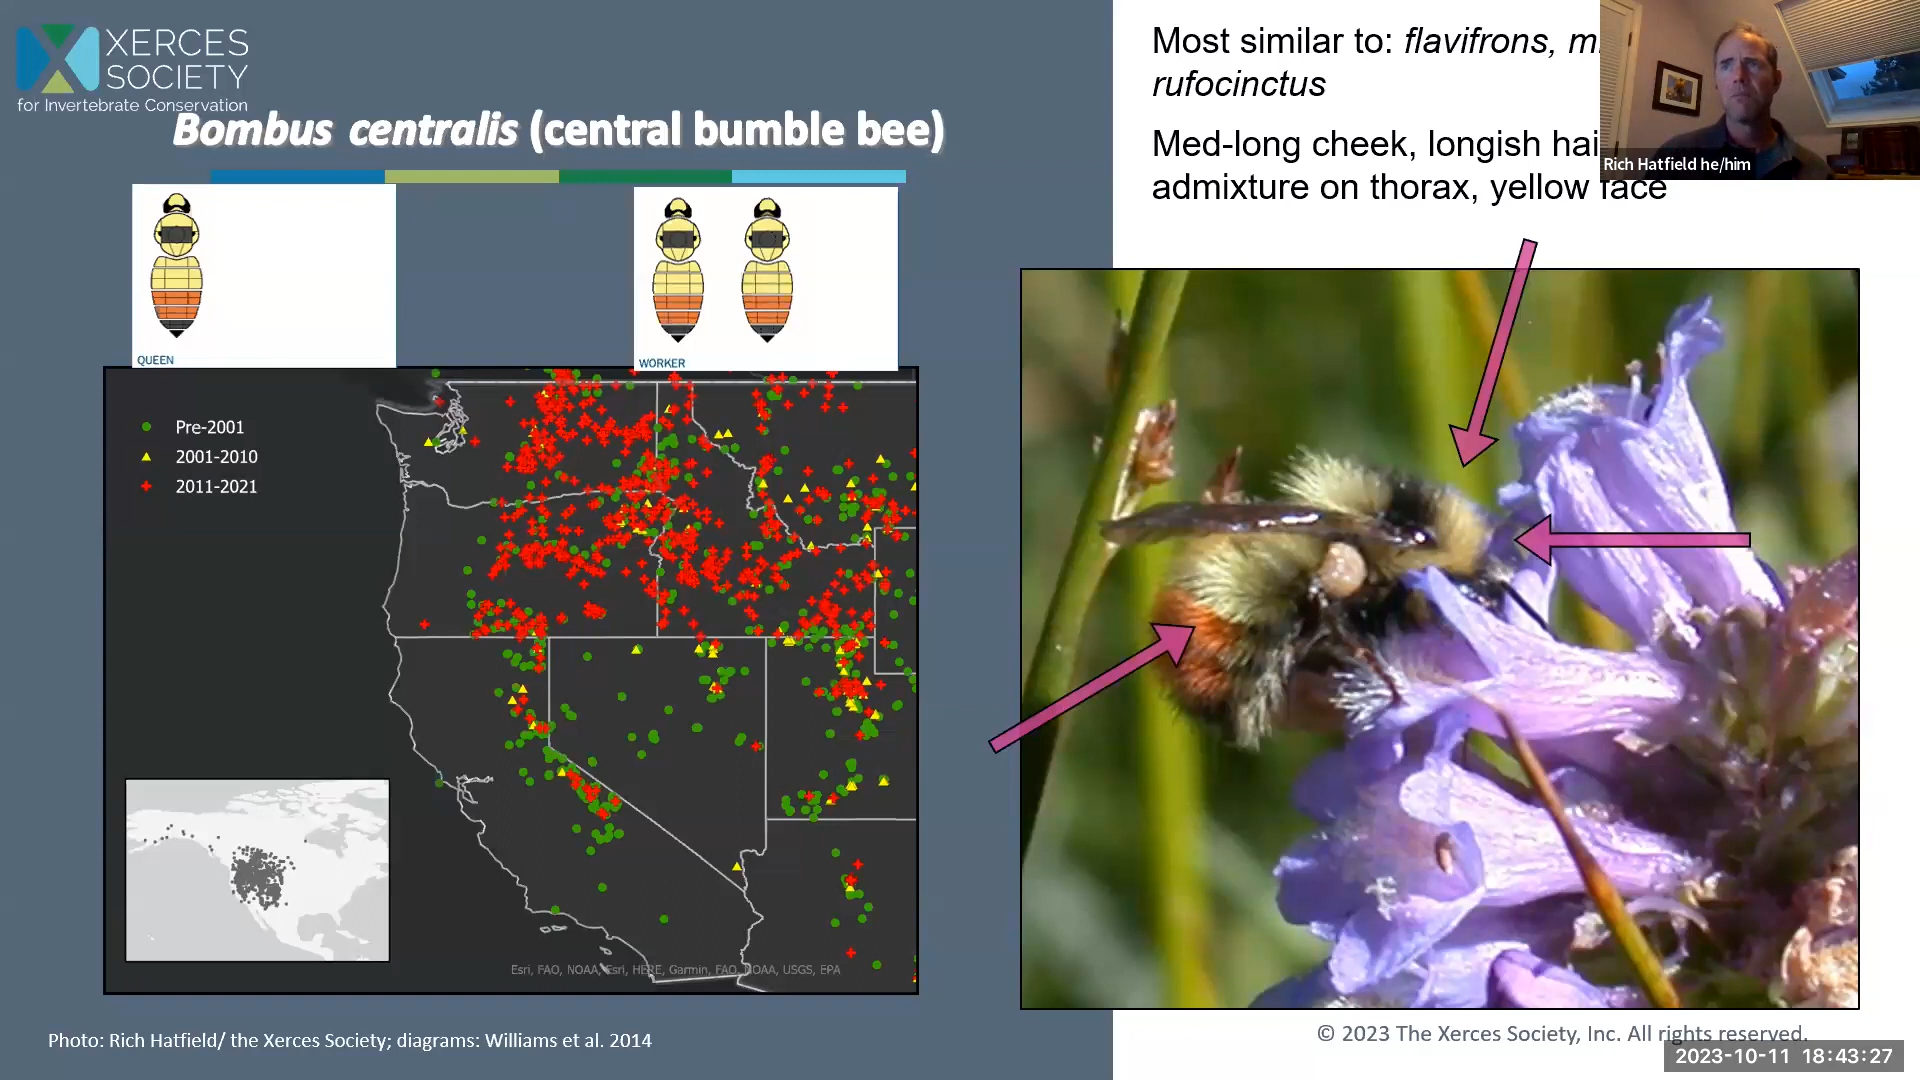 XERCES
SOCIETY
for Invertebrate Conservation
Bombus centralis (central bumble bee)
Most similar to: flavifrons,
rufocinctus
Med-long cheek, longish
admixture on thorax, yellow face
Rich Hatfield he/him
QUEEN
WORKER
Pre-2001
2001-2010
2011-2021
Esri, FAO, NOAA, Esri, HERE, Garmin, FAO, NOAA, USGS, EPA
Photo: Rich Hatfield/ the Xerces Society; diagrams: Williams et al. 2014
© 2023 The Xerces Society, Inc. All rights reserved.
2023-10-11 18:43:27